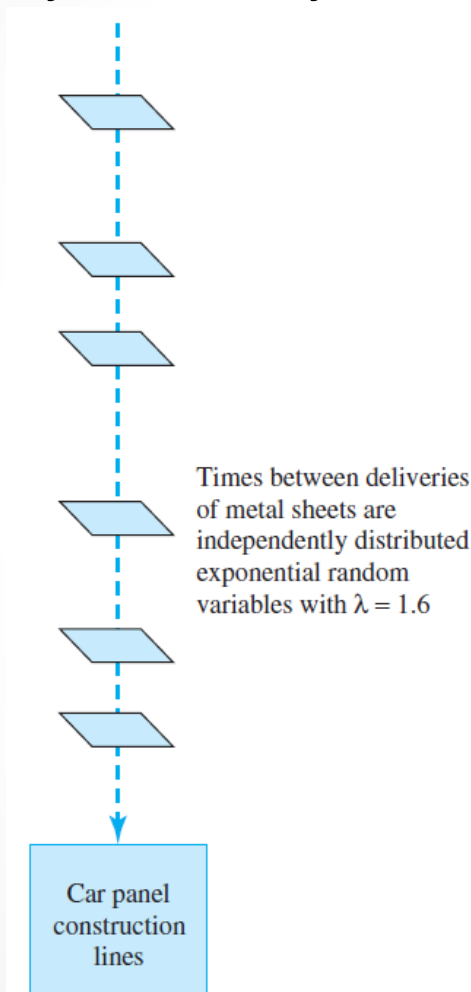 Times between deliveries
of metal sheets are
independently distributed
exponential random
variables with λ = 1.6
Car panel
construction
lines